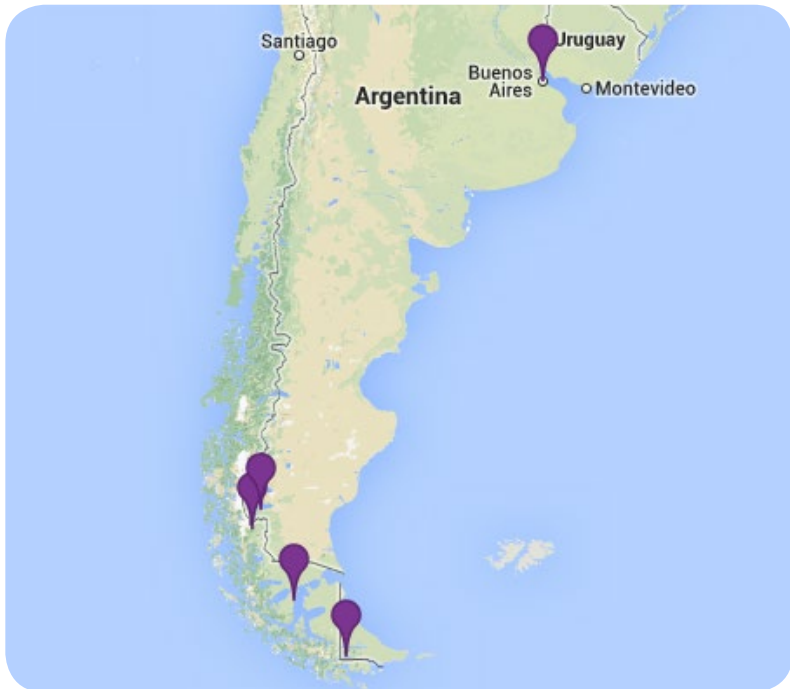 Santiago
Uruguay
Buenos
Aires
Montevideo
Argentina